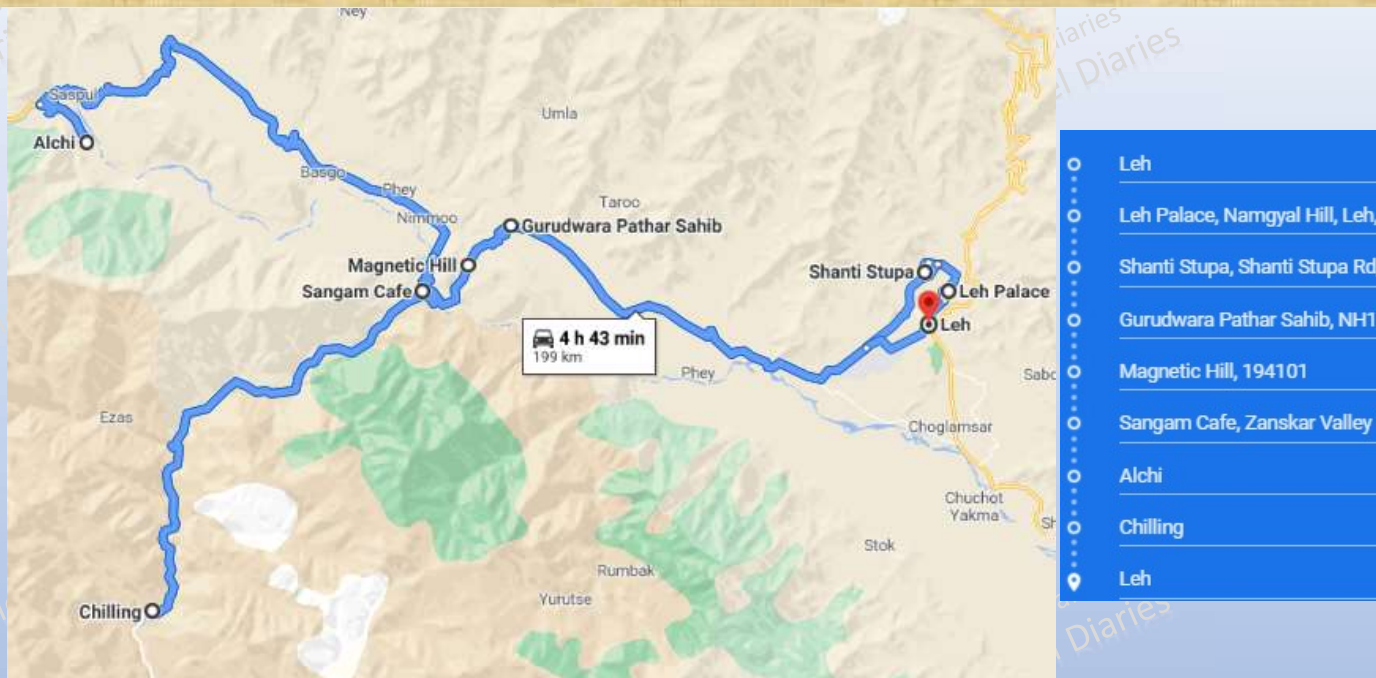 Ney
Saspul
Alchi
Umla
Basgo
Phey
Taroo
Nimmoo
Gurudwara Pathar Sahib
Magnetic Hill
Shanti Stupa
Sangam Cafe
Leh Palace
Leh
4 h 43 min
199 km
Phey
Ezas
Choglamsar
Chuchot
Yakma
Stok
Rumbak
Yurutse
Chilling
Diaries
Leh
Leh Palace, Namgyal Hill, Leh,
Shanti Stupa, Shanti Stupa Rd
Gurudwara Pathar Sahib, NH1
Magnetic Hill, 194101
Sangam Cafe, Zanskar Valley
Alchi
Chilling
Leh
Diaries